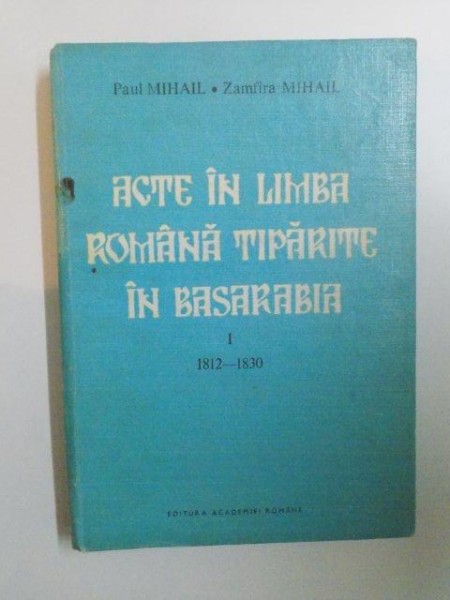 Paul MIHAIL • Zamfira MIHAIL
ACTE ÎN LIMBA
ROMÂNĂ TIPĂRITE
ÎN BASARABIA
I
1812—1830
EDITURA ACADEMIEI ROMÂNE